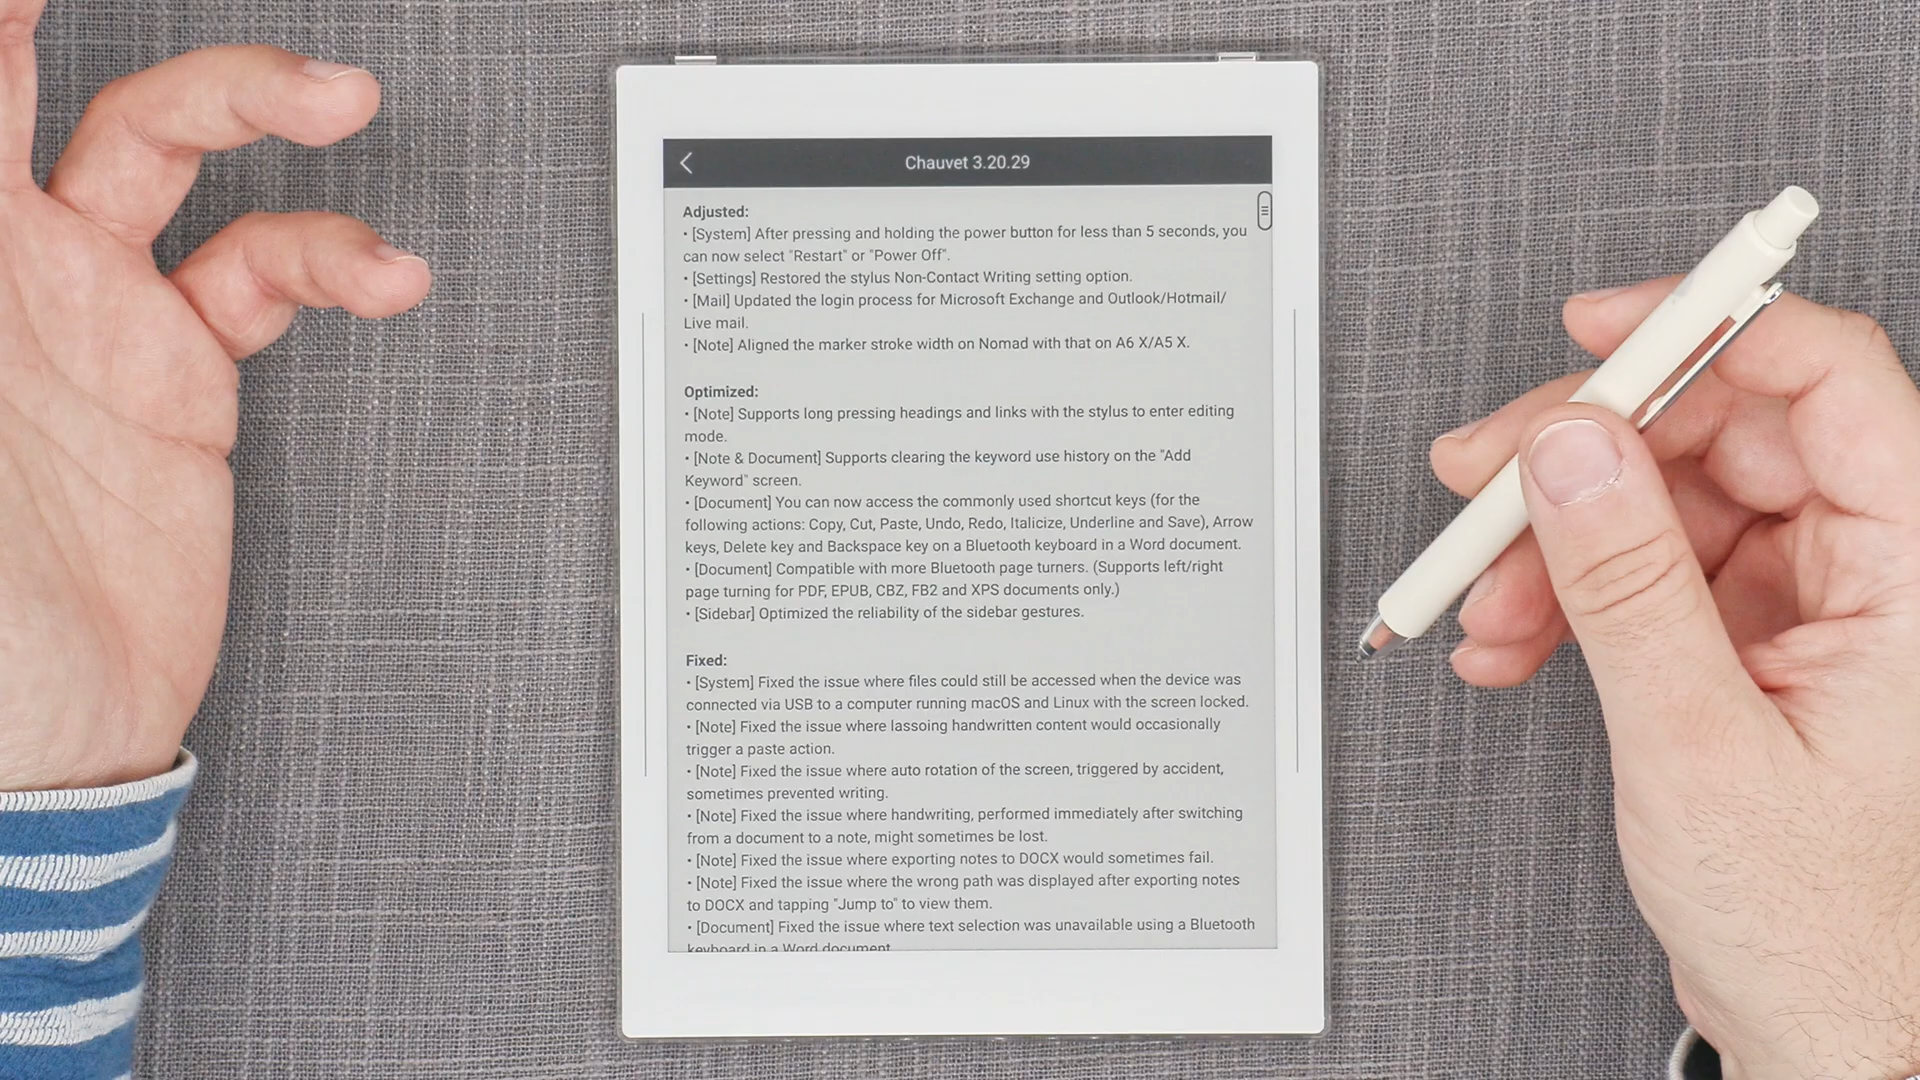 Chauvet 3.20.29
Adjusted:
• [System] After pressing and holding the power button for less than 5 seconds, you
can now select "Restart" or "Power Off".
• [Settings] Restored the stylus Non-Contact Writing setting option.
• [Mail] Updated the login process for Microsoft Exchange and Outlook/Hotmail/
Live mail.
• [Note] Aligned the marker stroke width on Nomad with that on A6 X/A5 X.
Optimized:
• [Note] Supports long pressing headings and links with the stylus to enter editing
mode.
• [Note & Document] Supports clearing the keyword use history on the "Add
Keyword" screen.
• [Document] You can now access the commonly used shortcut keys (for the
following actions: Copy, Cut, Paste, Undo, Redo, Italicize, Underline and Save), Arrow
keys, Delete key and Backspace key on a Bluetooth keyboard in a Word document.
• [Document] Compatible with more Bluetooth page turners. (Supports left/right
page turning for PDF, EPUB, CBZ, FB2 and XPS documents only.)
• [Sidebar] Optimized the reliability of the sidebar gestures.
Fixed:
• [System] Fixed the issue where files could still be accessed when the device was
connected via USB to a computer running macOS and Linux with the screen locked.
• [Note] Fixed the issue where lassoing handwritten content would occasionally
trigger a paste action.
• [Note] Fixed the issue where auto rotation of the screen, triggered by accident,
sometimes prevented writing.
• [Note] Fixed the issue where handwriting, performed immediately after switching
from a document to a note, might sometimes be lost.
• [Note] Fixed the issue where exporting notes to DOCX would sometimes fail.
• [Note] Fixed the issue where the wrong path was displayed after exporting notes
to DOCX and tapping "Jump to" to view them.
• [Document] Fixed the issue where text selection was unavailable using a Bluetooth
keyboard in a Word document